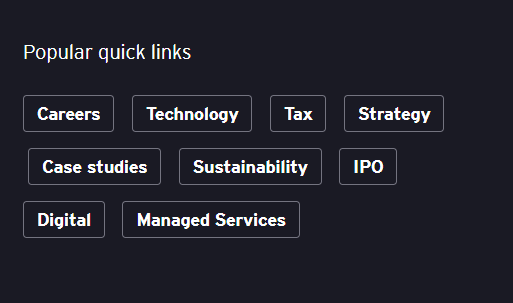 Popular quick links
Careers Technology Tax Strategy
Case studies Sustainability IPO
Digital Managed Services